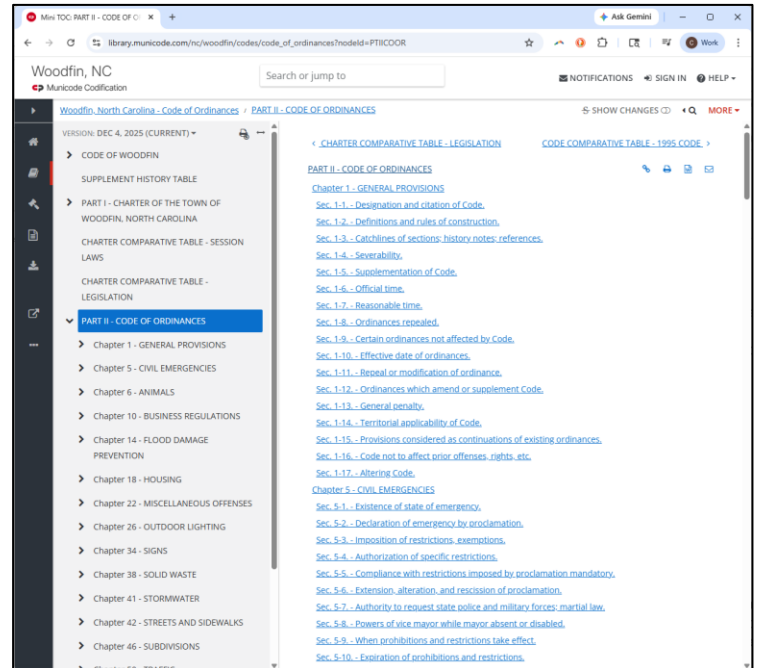 Mini TOC: PART II - CODE OF O
Ask Gemini
library.municode.com/nc/woodfin/codes/code_of_ordinances?nodeId=PTIICOOR
Work
Woodfin, NC
Municode Codification
Search or jump to
NOTIFICATIONS
SIGN IN
HELP
Woodfin, North Carolina - Code of Ordinances / PART II - CODE OF ORDINANCES
SHOW CHANGES
MORE
VERSION: DEC 4, 2025 (CURRENT)
CODE OF WOODFIN
SUPPLEMENT HISTORY TABLE
PART I - CHARTER OF THE TOWN OF
WOODFIN, NORTH CAROLINA
CHARTER COMPARATIVE TABLE - SESSION
LAWS
CHARTER COMPARATIVE TABLE -
LEGISLATION
PART II - CODE OF ORDINANCES
Chapter 1 - GENERAL PROVISIONS
Chapter 5 - CIVIL EMERGENCIES
Chapter 6 - ANIMALS
Chapter 10 - BUSINESS REGULATIONS
Chapter 14 - FLOOD DAMAGE
PREVENTION
Chapter 18 - HOUSING
Chapter 22 - MISCELLANEOUS OFFENSES
Chapter 26 - OUTDOOR LIGHTING
Chapter 34 - SIGNS
Chapter 38 - SOLID WASTE
Chapter 41 - STORMWATER
Chapter 42 - STREETS AND SIDEWALKS
Chapter 46 - SUBDIVISIONS
< CHARTER COMPARATIVE TABLE - LEGISLATION
CODE COMPARATIVE TABLE - 1995 CODE >
PART II - CODE OF ORDINANCES
Chapter 1 - GENERAL PROVISIONS
Sec. 1-1. - Designation and citation of Code.
Sec. 1-2. - Definitions and rules of construction.
Sec. 1-3. - Catchlines of sections; history notes; references.
Sec. 1-4. - Severability.
Sec. 1-5. - Supplementation of Code.
Sec. 1-6. - Official time.
Sec. 1-7. - Reasonable time.
Sec. 1-8. - Ordinances repealed.
Sec. 1-9. - Certain ordinances not affected by Code.
Sec. 1-10. - Effective date of ordinances.
Sec. 1-11. - Repeal or modification of ordinance.
Sec. 1-12. - Ordinances which amend or supplement Code.
Sec. 1-13. - General penalty.
Sec. 1-14. - Territorial applicability of Code.
Sec. 1-15. - Provisions considered as continuations of existing ordinances.
Sec. 1-16. - Code not to affect prior offenses, rights, etc.
Sec. 1-17. - Altering Code.
Chapter 5 - CIVIL EMERGENCIES
Sec. 5-1. - Existence of state of emergency.
Sec. 5-2. - Declaration of emergency by proclamation.
Sec. 5-3. - Imposition of restrictions, exemptions.
Sec. 5-4. - Authorization of specific restrictions.
Sec. 5-5. - Compliance with restrictions imposed by proclamation mandatory.
Sec. 5-6. - Extension, alteration, and rescission of proclamation.
Sec. 5-7. - Authority to request state police and military forces; martial law.
Sec. 5-8. - Powers of vice mayor while mayor absent or disabled.
Sec. 5-9. - When prohibitions and restrictions take effect.
Sec. 5-10. - Expiration of prohibitions and restrictions.